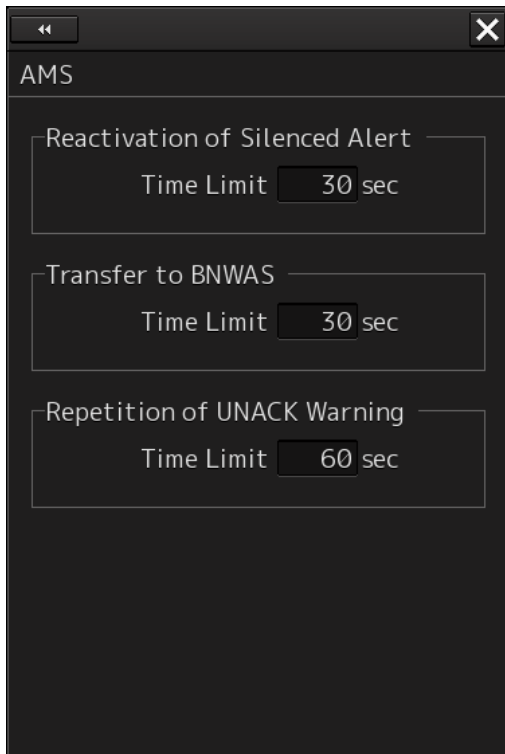 AMS
Reactivation of Silenced Alert
Time Limit 30 sec
Transfer to BNWAS
Time Limit 30 sec
Repetition of UNACK Warning
Time Limit 60 sec